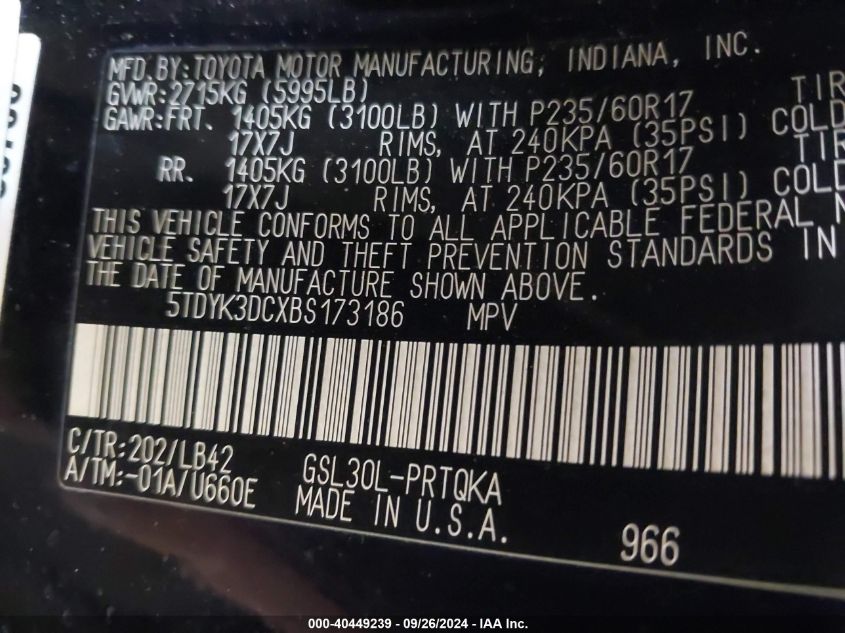 MFD.BY:TOYOTA MOTOR MANUFACTURING, INDIANA, INC.
GVWR:2715KG (5995LB)
GAWR:FRT. 1405KG (3100LB) WITH P235/60R17 TIR
17X7J RIMS, AT 240KPA (35PSI) COLD
RR. 1405KG (3100LB) WITH P235/60R17 TIR
17X7J RIMS, AT 240KPA (35PSI) COLD
THIS VEHICLE CONFORMS TO ALL APPLICABLE FEDERAL M
VEHICLE SAFETY AND THEFT PREVENTION STANDARDS IN
THE DATE OF MANUFACTURE SHOWN ABOVE.
5TDYK3DCXBS173186 MPV
C/TR:202/LB42
A/TM:-01A/U660E
GSL30L-PRTQKA
MADE IN U.S.A.
966
000-40449239 - 09/26/2024 - IAA Inc.